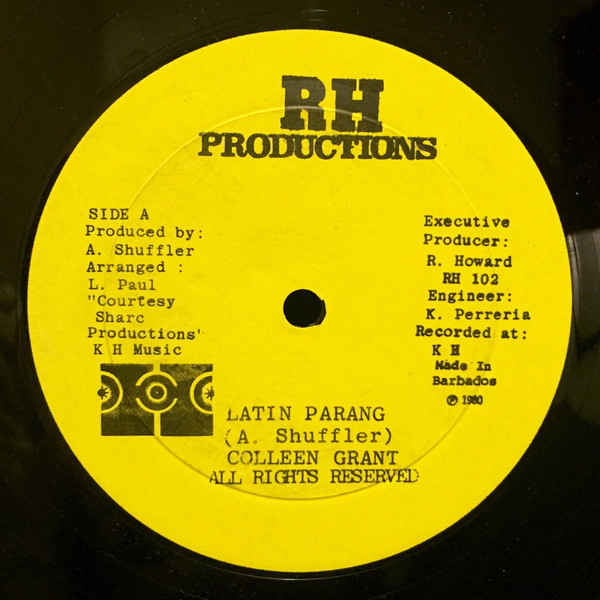 RH
PRODUCTIONS
SIDE A
Produced by:
A. Shuffler
Arranged :
L. Paul
"Courtesy
Sharc
Productions"
K H Music
Executive
Producer:
R. Howard
RH 102
Engineer:
K. Perreria
Recorded at:
K H
Made In
Barbados
℗ 1980
LATIN PARANG
(A. Shuffler)
COLLEEN GRANT
ALL RIGHTS RESERVED